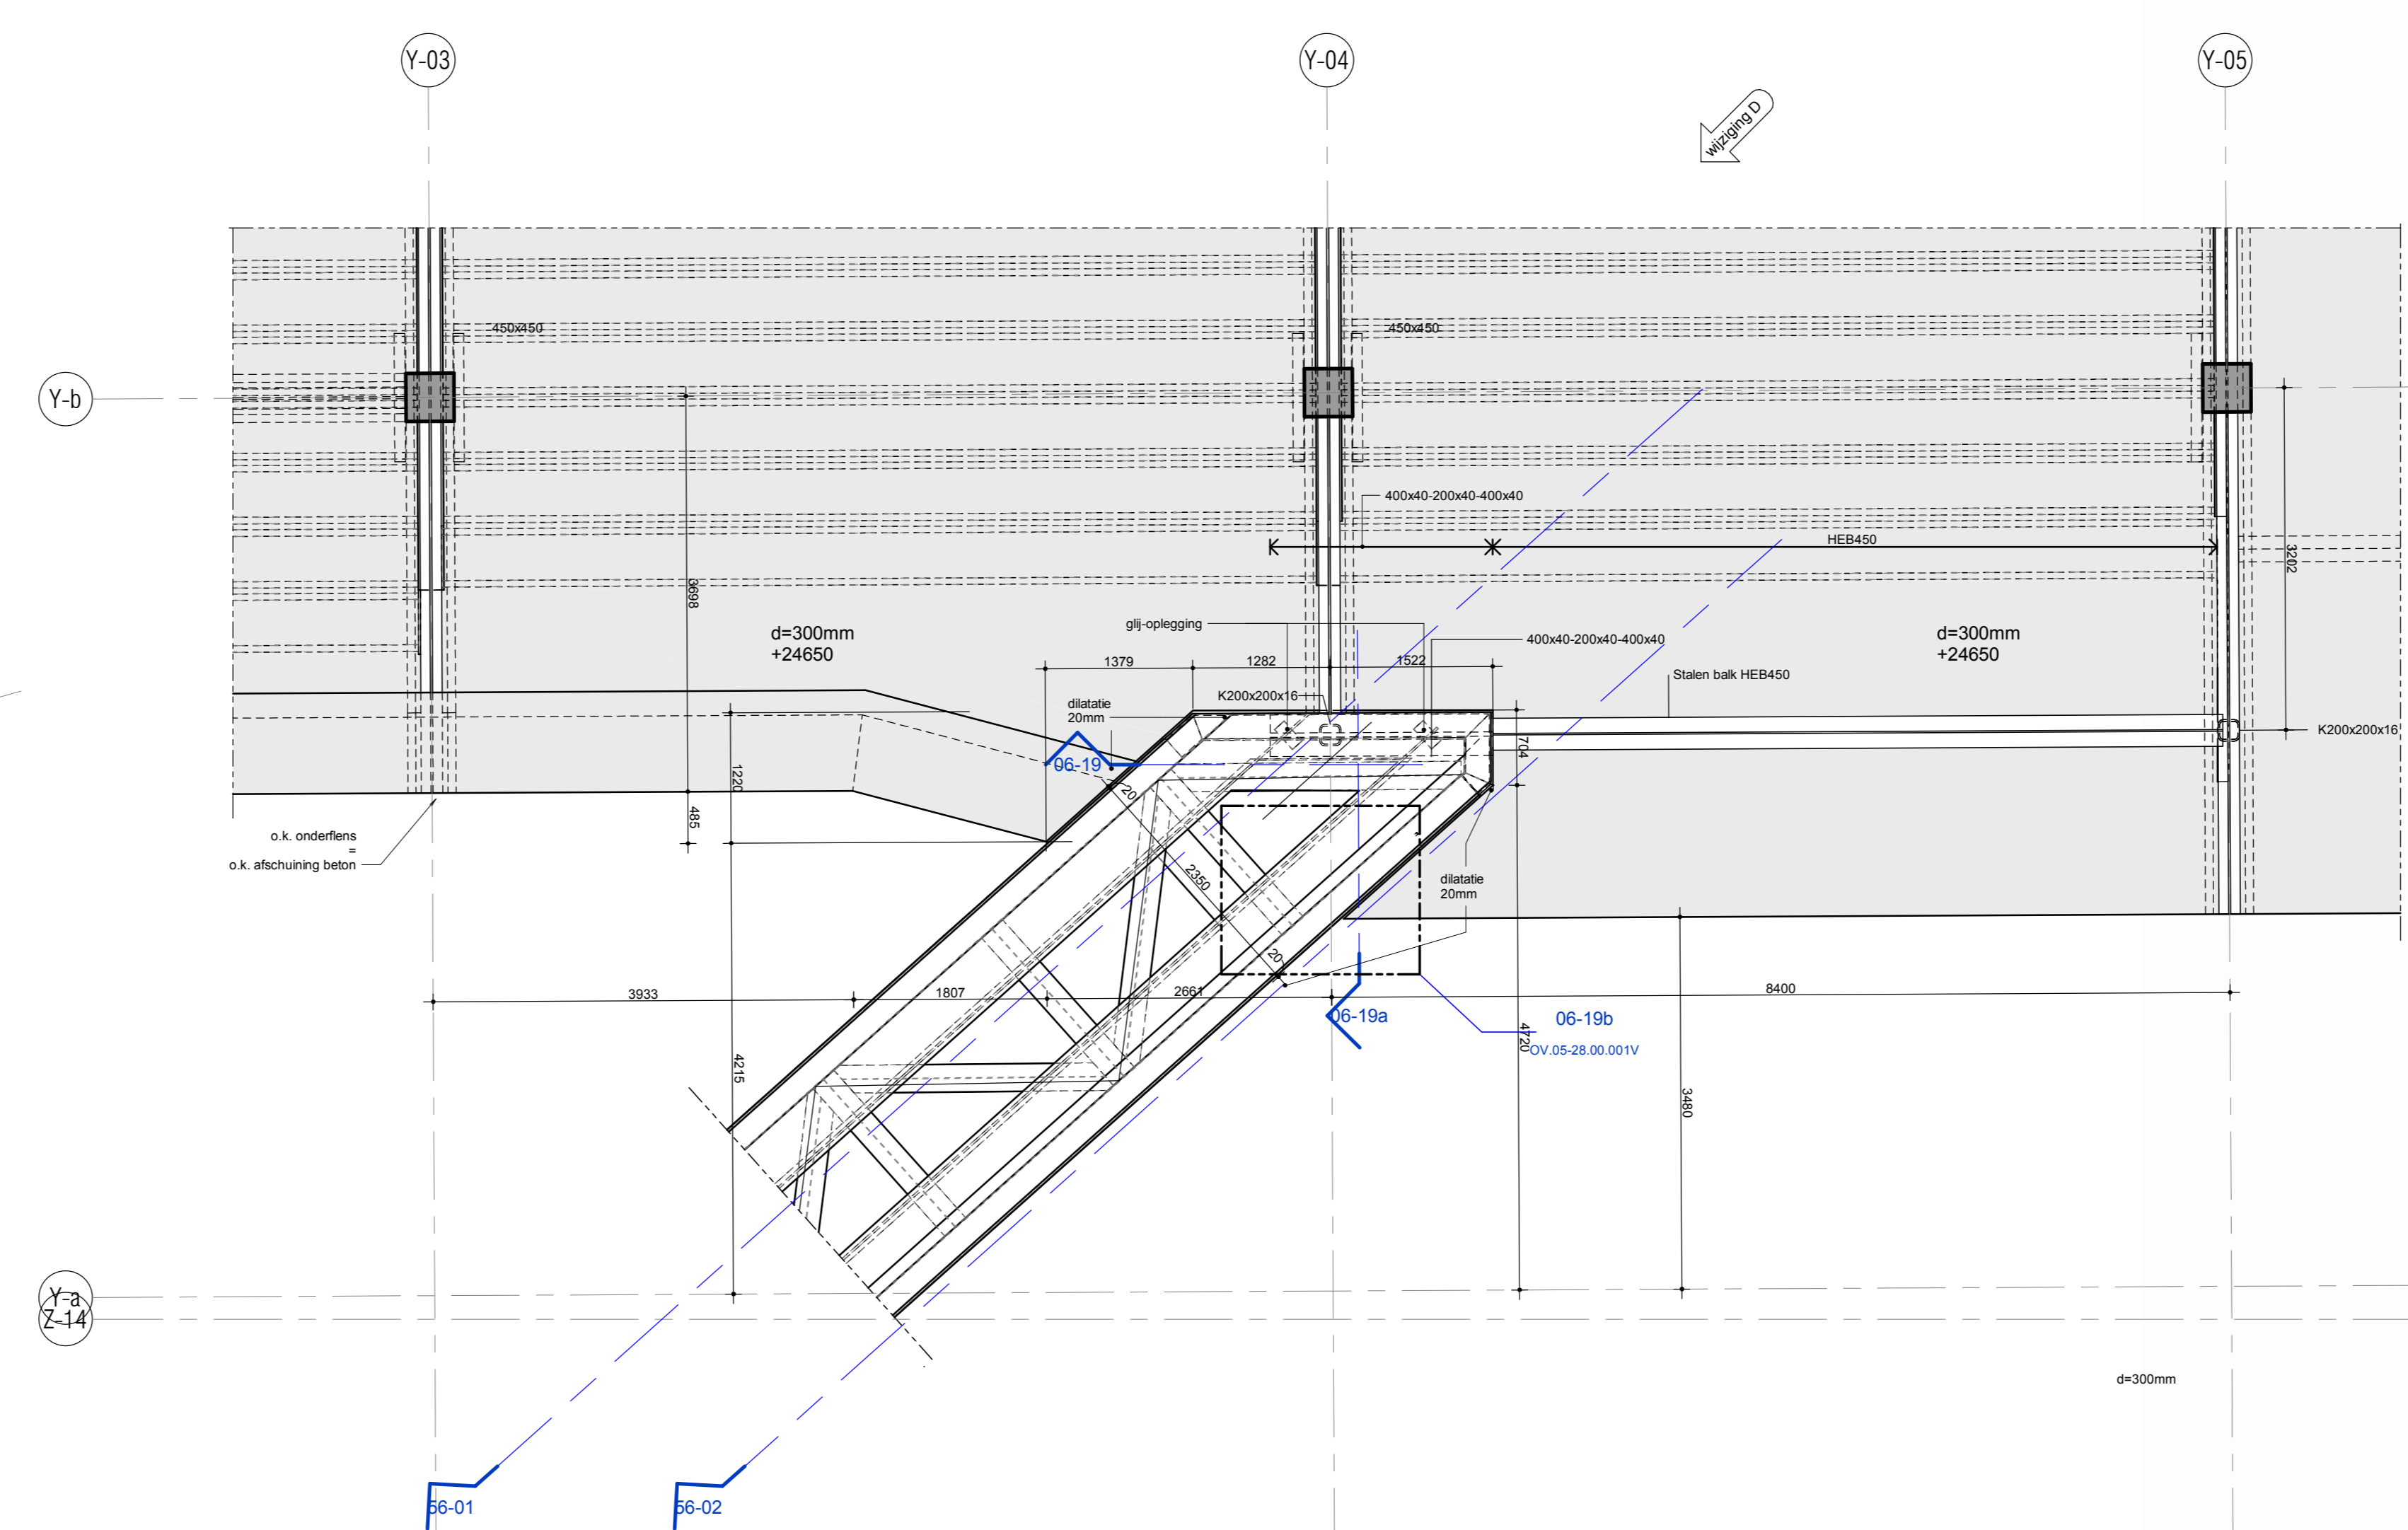 Y-03
Y-04
Y-05
wijziging D
450x450
450x450
Y-b
400x40-200x40-400x40
HEB450
3202
3698
d=300mm
+24650
glij-oplegging
400x40-200x40-400x40
d=300mm
+24650
1379
1282
1522
Stalen balk HEB450
K200x200x16
dilatatie
20mm
K200x200x16
704
06-19
1220
20
485
o.k. onderflens
=
o.k. afschuining beton
2350
dilatatie
20mm
20
3933
1807
2661
8400
06-19a
06-19b
OV.05-28.00.001V
4720
4215
3480
Y-a
Z-14
d=300mm
56-01
56-02